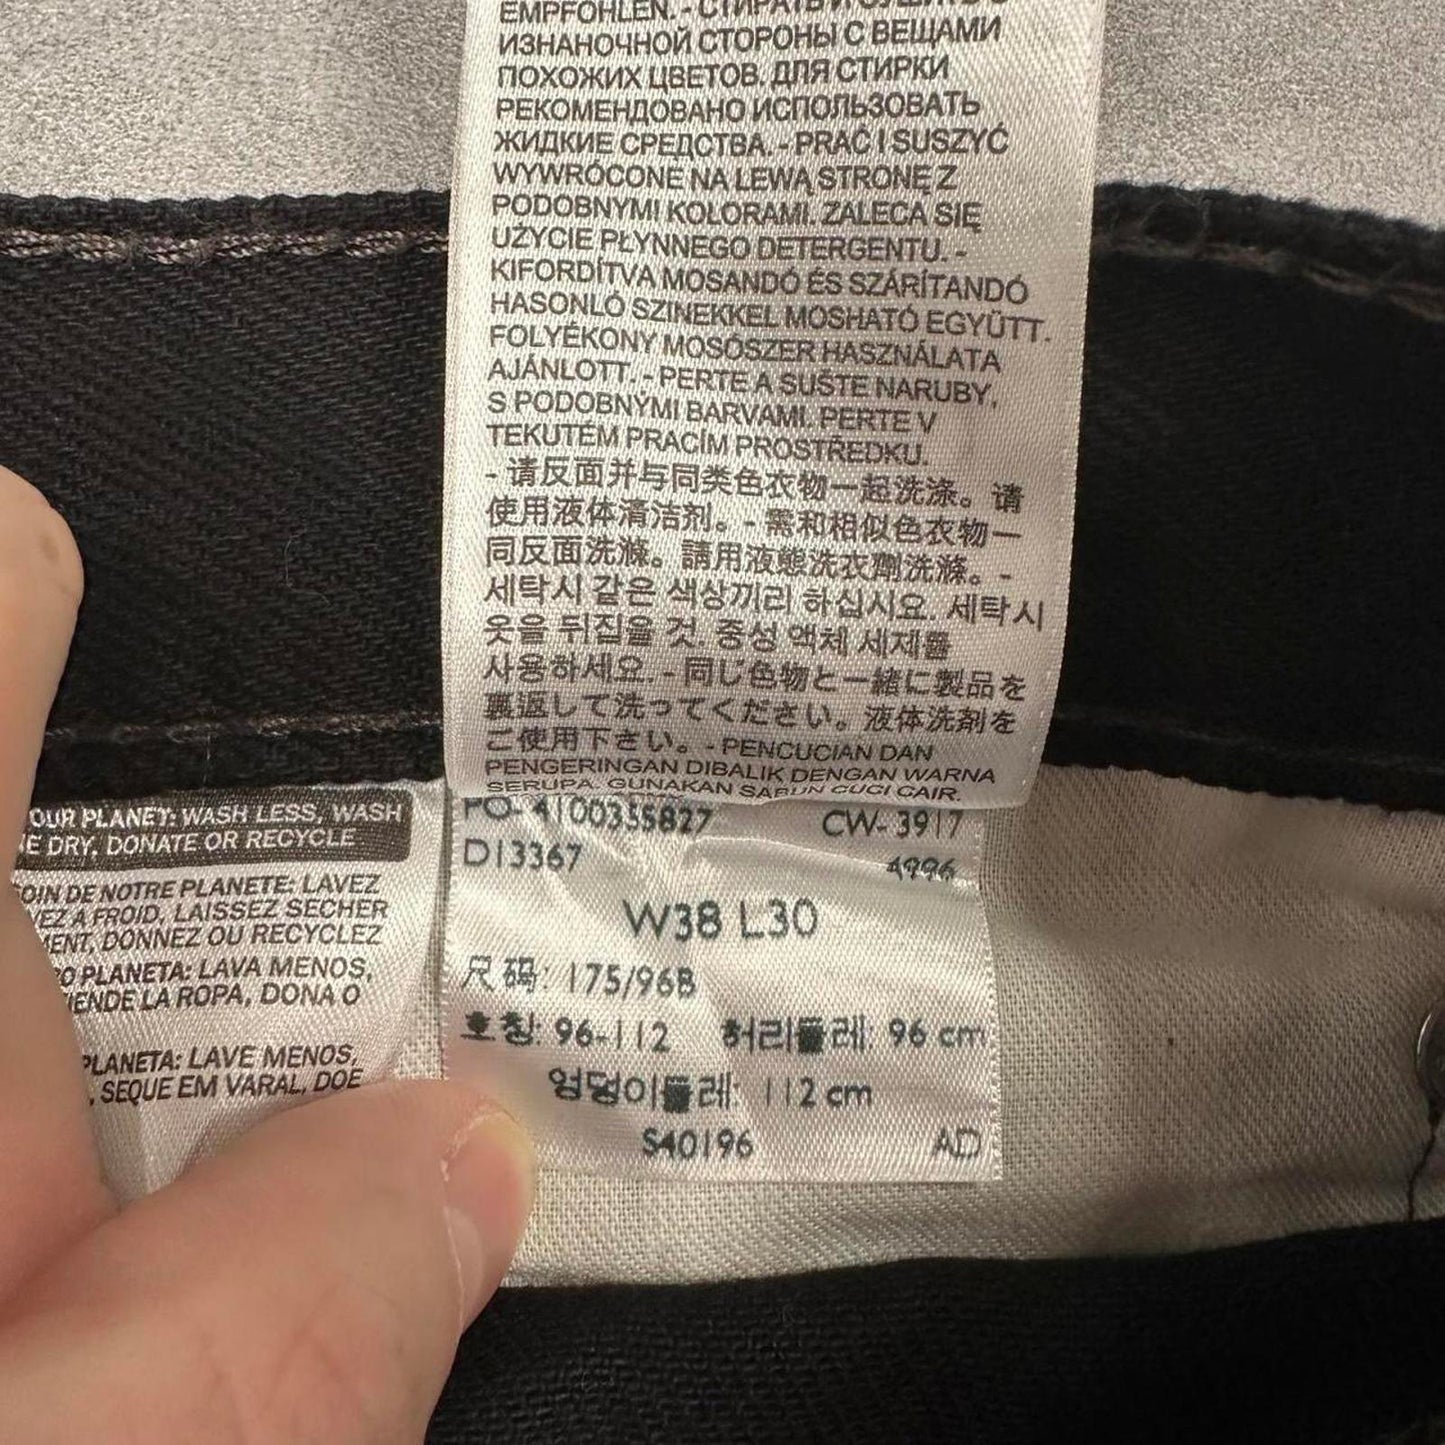 EMPFOHLEN. - СТИРАТЬ И СУШИТЬ С
ИЗНАНОЧНОЙ СТОРОНЫ С ВЕЩАМИ
ПОХОЖИХ ЦВЕТОВ. ДЛЯ СТИРКИ
РЕКОМЕНДОВАНО ИСПОЛЬЗОВАТЬ
ЖИДКИЕ СРЕДСТВА. - PRAĆ I SUSZYĆ
WYWRÓCONE NA LEWĄ STRONĘ Z
PODOBNYMI KOLORAMI. ZALECA SIĘ
UŻYCIE PŁYNNEGO DETERGENTU. -
KIFORDÍTVA MOSANDÓ ÉS SZÁRÍTANDÓ
HASONLÓ SZINEKKEL MOSHATÓ EGYÜTT.
FOLYÉKONY MOSÓSZER HASZNÁLATA
AJÁNLOTT. - PERTE A SUŠTE NARUBY,
S PODOBNÝMI BARVAMI. PERTE V
TEKUTÉM PRACÍM PROSTŘEDKU.
- 请反面并与同类色衣物一起洗涤。请
使用液体清洁剂。- 需和相似色衣物一
同反面洗滌。請用液態洗衣劑洗滌。-
세탁시 같은 색상끼리 하십시요. 세탁시
옷을 뒤집을 것. 중성 액체 세제를
사용하세요. - 同じ色物と一緒に製品を
裏返して洗ってください。液体洗剤を
ご使用下さい。- PENCUCIAN DAN
PENGERINGAN DIBALIK DENGAN WARNA
SERUPA. GUNAKAN SABUN CUCI CAIR.
PO- 4100355827 CW- 3917
D13367 4996
W38 L30
尺码: 175/96B
호칭: 96-112 허리둘레: 96 cm
엉덩이둘레: 112 cm
S40196 AD
OUR PLANET: WASH LESS, WASH
NE DRY, DONATE OR RECYCLE
OIN DE NOTRE PLANETE: LAVEZ
VEZ A FROID, LAISSEZ SECHER
MENT, DONNEZ OU RECYCLEZ
PLANETA: LAVA MENOS,
TIENDE LA ROPA, DONA O
PLANETA: LAVE MENOS,
, SEQUE EM VARAL, DOE